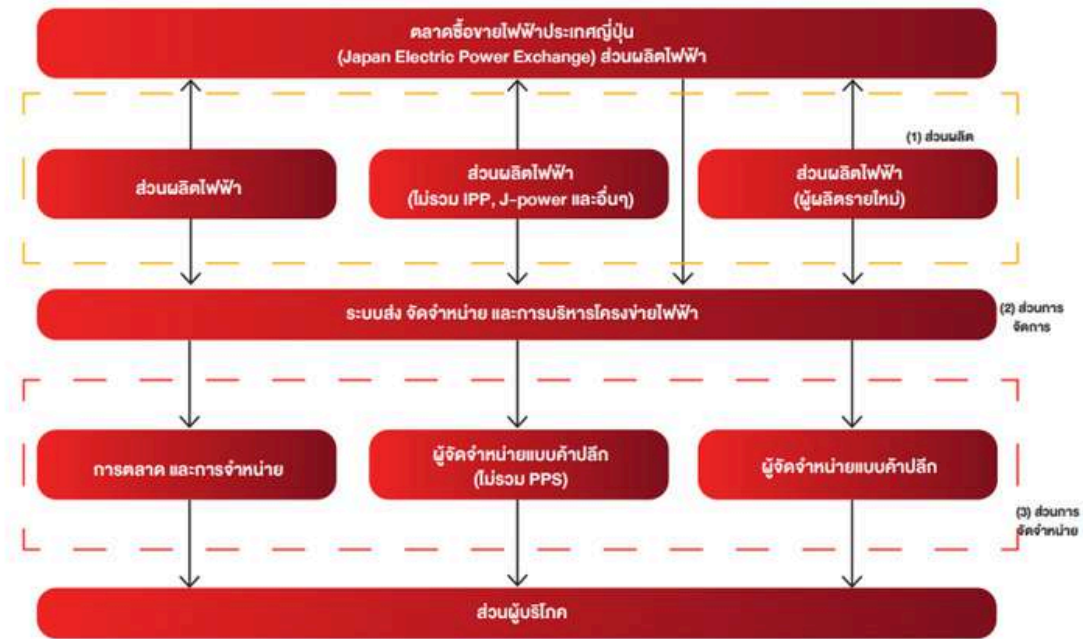 ตลาดซื้อขายไฟฟ้าประเทศญี่ปุ่น
(Japan Electric Power Exchange) ส่วนผลิตไฟฟ้า
(1) ส่วนผลิต
ส่วนผลิตไฟฟ้า
ส่วนผลิตไฟฟ้า
(ไม่รวม IPP, J-power และอื่นๆ)
ส่วนผลิตไฟฟ้า
(ผู้ผลิตรายใหม่)
ระบบส่ง จัดจำหน่าย และการบริหารโครงข่ายไฟฟ้า
(2) ส่วนการ
จัดการ
การตลาด และการจำหน่าย
ผู้จัดจำหน่ายแบบค้าปลีก
(ไม่รวม PPS)
ผู้จัดจำหน่ายแบบค้าปลีก
(3) ส่วนการ
จัดจำหน่าย
ส่วนผู้บริโภค